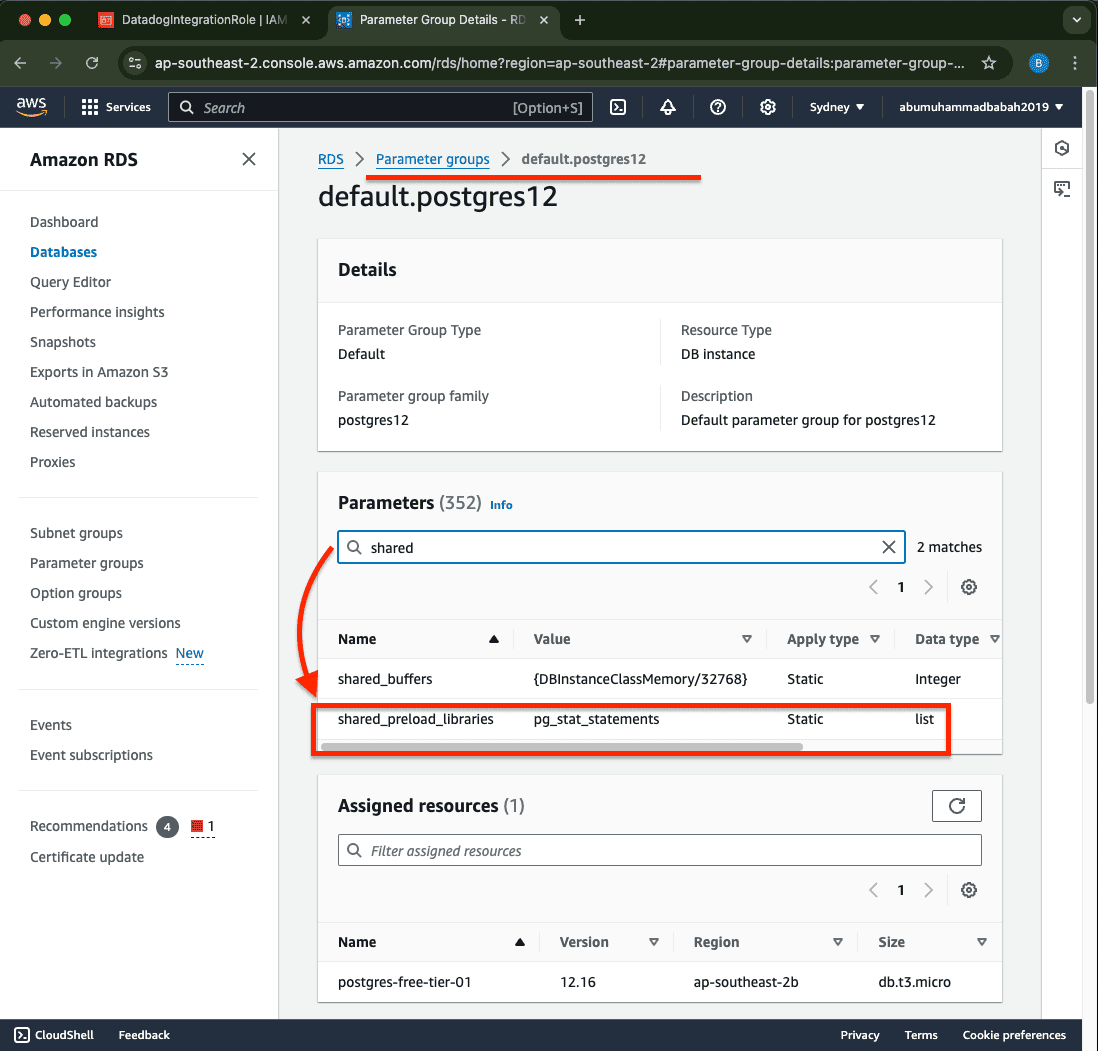 DatadogIntegrationRole | IAM
Parameter Group Details - RD
ap-southeast-2.console.aws.amazon.com/rds/home?region=ap-southeast-2#parameter-group-details:parameter-group-...
B
aws
Services
Search
[Option+S]
Sydney
abumuhammadbabah2019
Amazon RDS
Dashboard
Databases
Query Editor
Performance insights
Snapshots
Exports in Amazon S3
Automated backups
Reserved instances
Proxies
Subnet groups
Parameter groups
Option groups
Custom engine versions
Zero-ETL integrations New
Events
Event subscriptions
Recommendations 4 1
Certificate update
RDS > Parameter groups > default.postgres12
default.postgres12
Details
Parameter Group Type
Default
Resource Type
DB instance
Parameter group family
postgres12
Description
Default parameter group for postgres12
Parameters (352) Info
shared
2 matches
1
Name Value Apply type Data type
shared_buffers {DBInstanceClassMemory/32768} Static Integer
shared_preload_libraries pg_stat_statements Static list
Assigned resources (1)
Filter assigned resources
1
Name Version Region Size
postgres-free-tier-01 12.16 ap-southeast-2b db.t3.micro
CloudShell Feedback Privacy Terms Cookie preferences